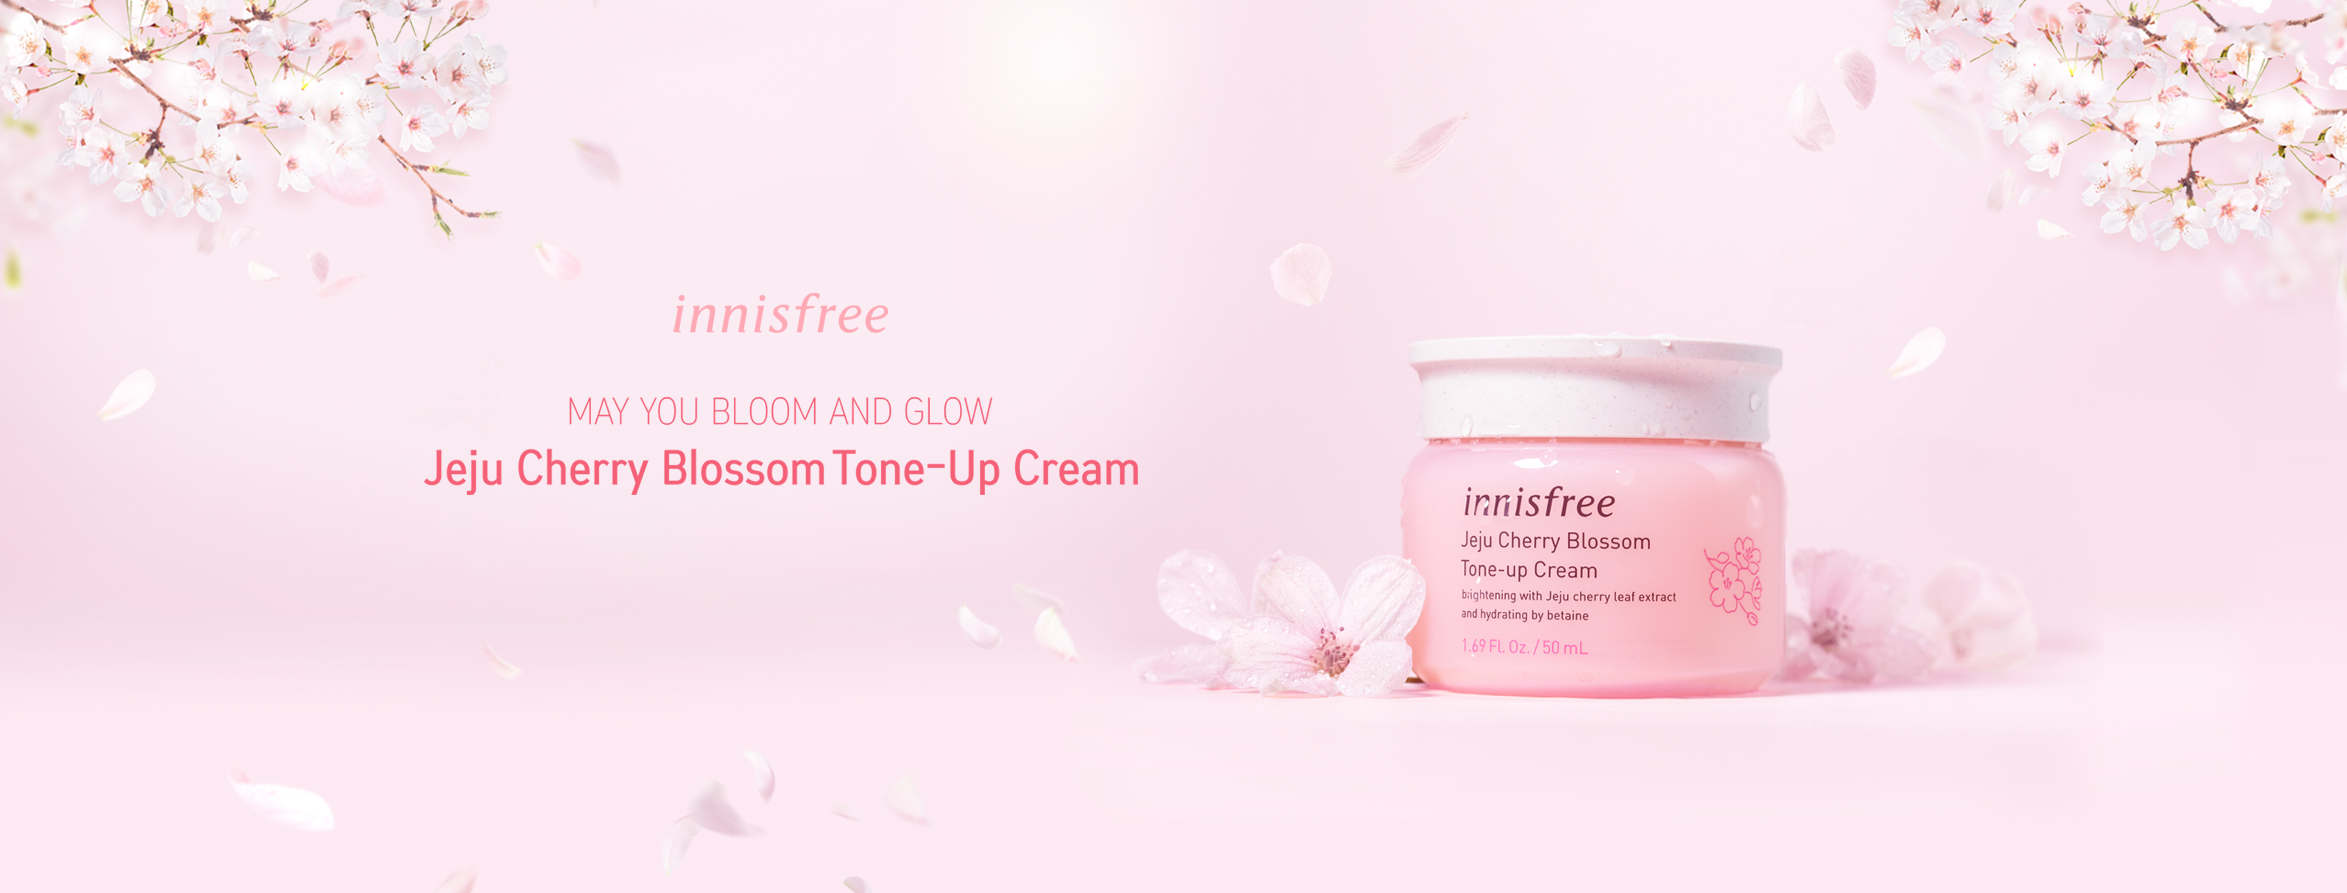 innisfree
MAY YOU BLOOM AND GLOW
Jeju Cherry Blossom Tone-Up Cream
innisfree
Jeju Cherry Blossom
Tone-up Cream
brightening with Jeju cherry leaf extract
and hydrating by betaine
1.69 Fl. Oz. / 50 mL